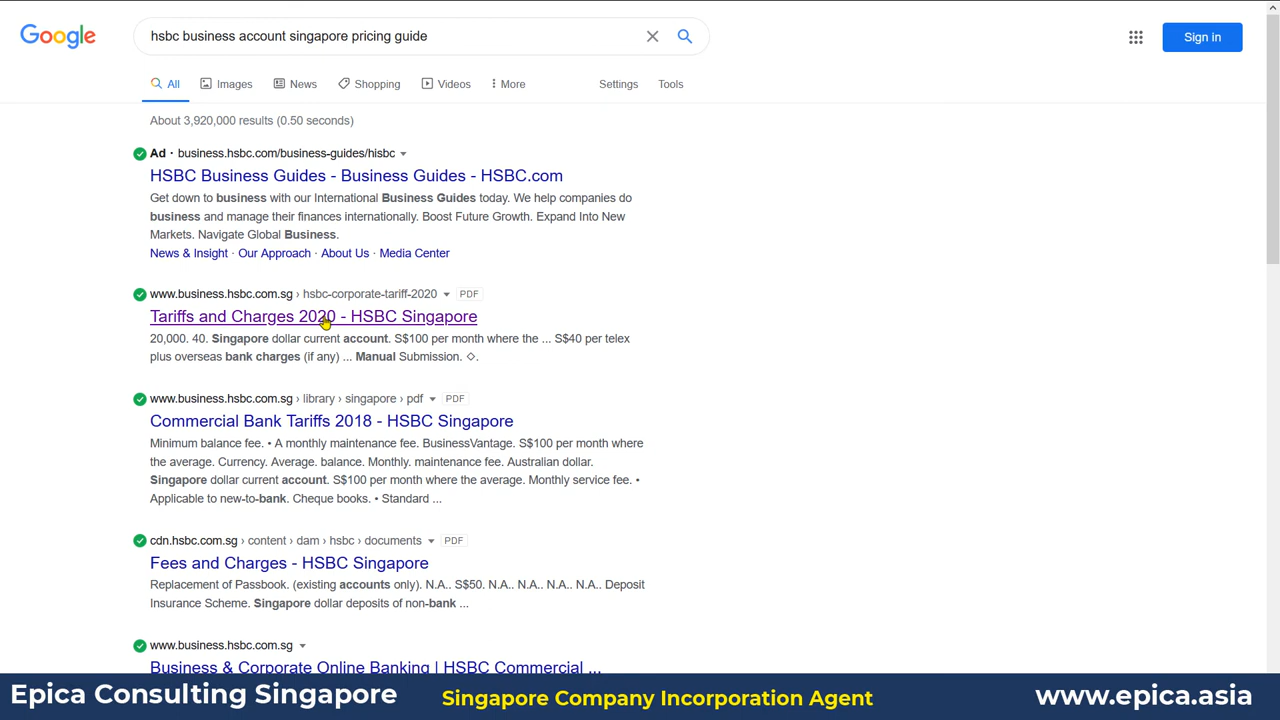 Google
hsbc business account singapore pricing guide
Sign in
All Images News Shopping Videos More Settings Tools
About 3,920,000 results (0.50 seconds)
Ad · business.hsbc.com/business-guides/hisbc
HSBC Business Guides - Business Guides - HSBC.com
Get down to business with our International Business Guides today. We help companies do
business and manage their finances internationally. Boost Future Growth. Expand Into New
Markets. Navigate Global Business.
News & Insight · Our Approach · About Us · Media Center
www.business.hsbc.com.sg › hsbc-corporate-tariff-2020 PDF
Tariffs and Charges 2020 - HSBC Singapore
20,000. 40. Singapore dollar current account. S$100 per month where the ... S$40 per telex
plus overseas bank charges (if any) ... Manual Submission. ◇.
www.business.hsbc.com.sg › library › singapore › pdf PDF
Commercial Bank Tariffs 2018 - HSBC Singapore
Minimum balance fee. • A monthly maintenance fee. BusinessVantage. S$100 per month where
the average. Currency. Average. balance. Monthly. maintenance fee. Australian dollar.
Singapore dollar current account. S$100 per month where the average. Monthly service fee. •
Applicable to new-to-bank. Cheque books. • Standard ...
cdn.hsbc.com.sg › content › dam › hsbc › documents PDF
Fees and Charges - HSBC Singapore
Replacement of Passbook. (existing accounts only). N.A.. S$50. N.A.. N.A.. N.A.. N.A.. Deposit
Insurance Scheme. Singapore dollar deposits of non-bank ...
www.business.hsbc.com.sg
Business & Corporate Online Banking | HSBC Commercial ...
Epica Consulting Singapore Singapore Company Incorporation Agent www.epica.asia